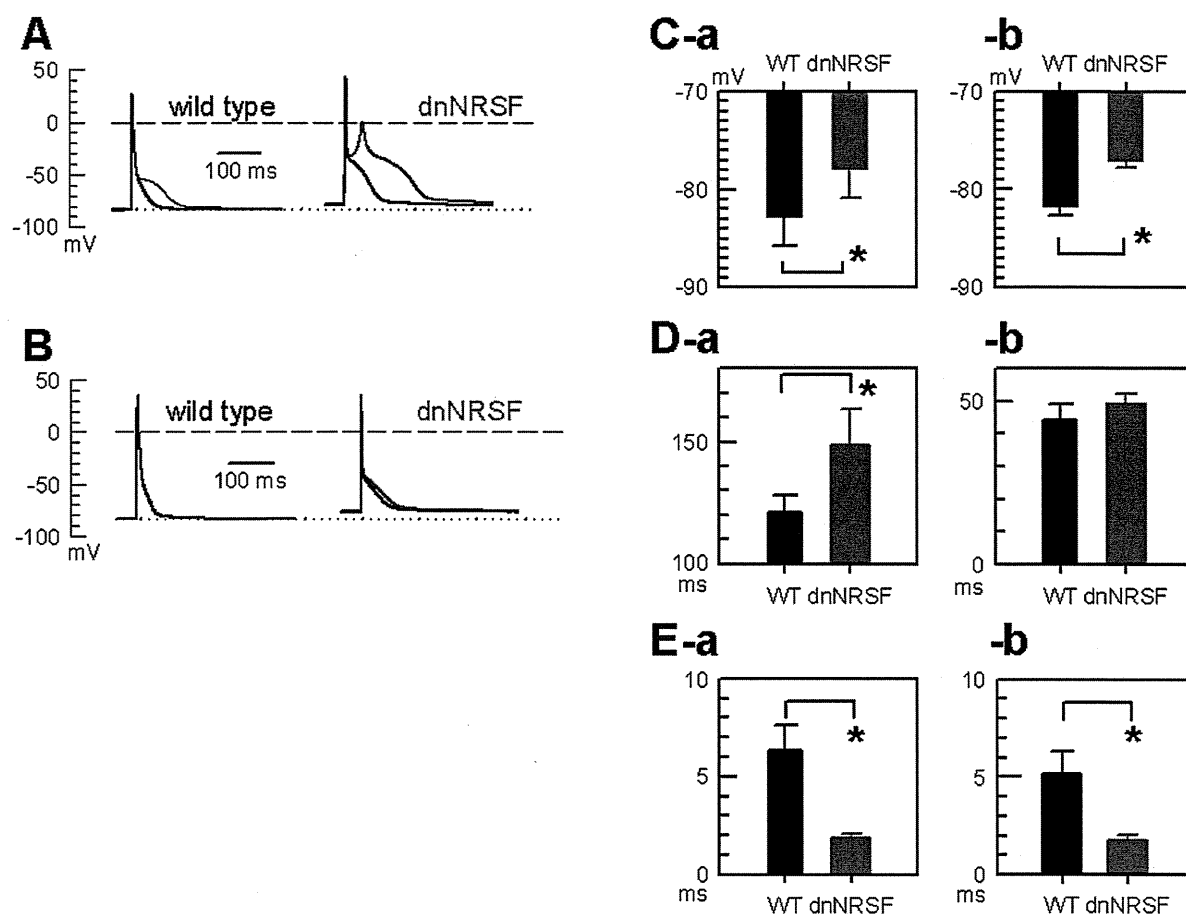 A
50
0
-50
-100
mV
wild type
dnNRSF
100 ms
B
50
0
-50
-100
mV
wild type
dnNRSF
100 ms
100 ms
C-a
WT dnNRSF
mV
-70
-80
-90
*
-b
WT dnNRSF
mV
-70
-80
-90
*
D-a
150
100
ms
*
WT dnNRSF
-b
50
0
ms
WT dnNRSF
E-a
10
5
0
ms
*
WT dnNRSF
-b
10
5
0
ms
*
WT dnNRSF